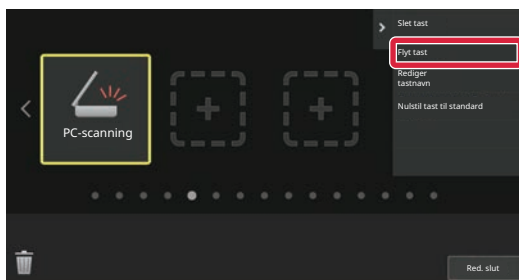 Slet tast
Flyt tast
Rediger
tastnavn
Nulstil tast til standard
PC-scanning
Red. slut